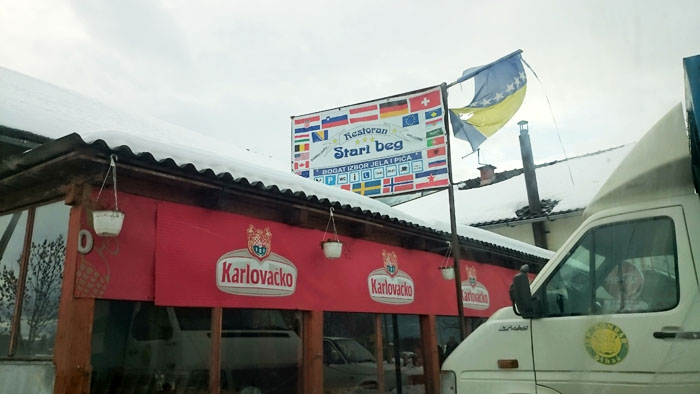 Restoran
Stari beg
BOGAT IZBOR JELA I PIĆA
Karlovačko
Karlovačko
Karlovačko